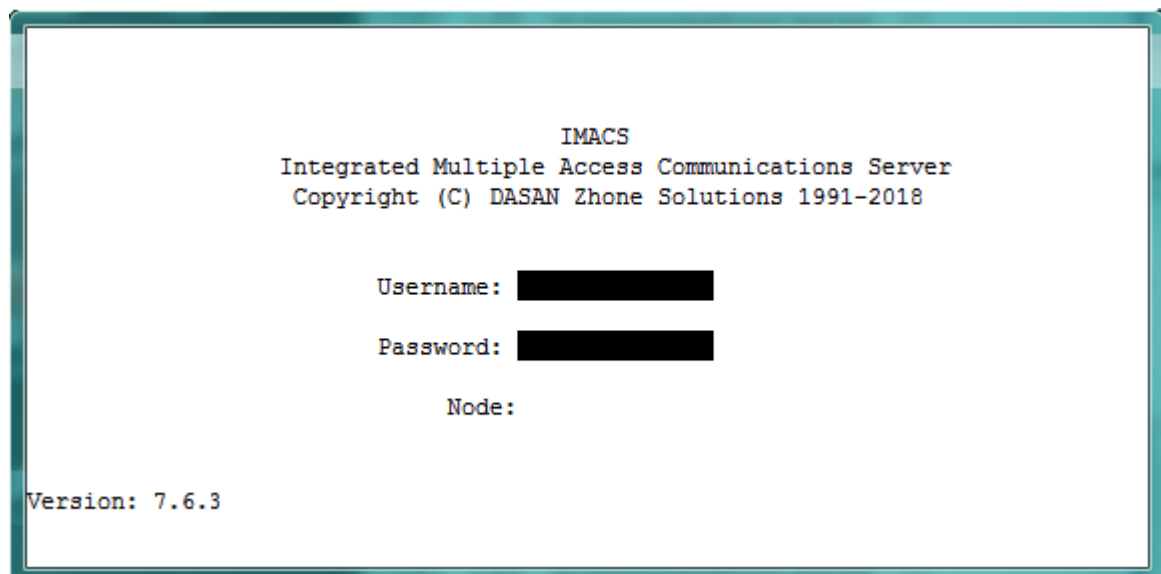 IMACS
Integrated Multiple Access Communications Server
Copyright (C) DASAN Zhone Solutions 1991-2018
Username:
Password:
Node:
Version: 7.6.3